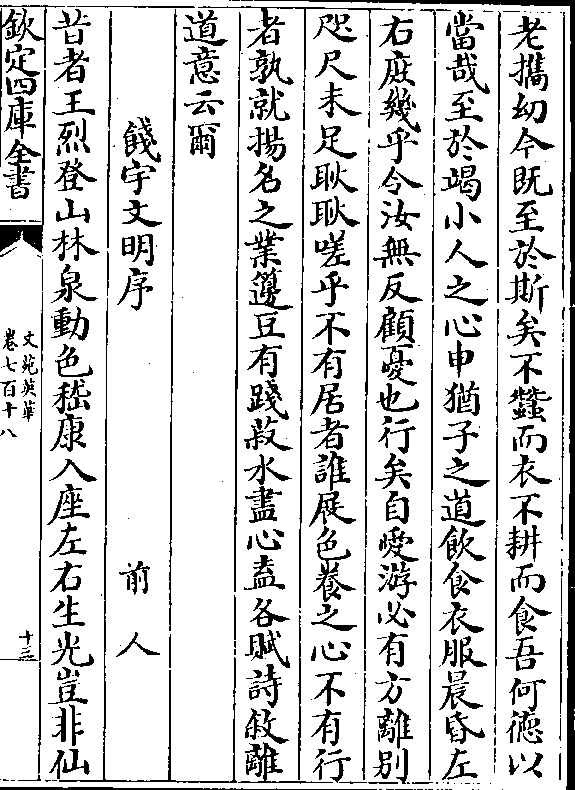 老攜幼今既至於斯矣不蠶而衣不耕而食吾何德以
當哉至於竭小人之心申猶子之道飲食衣服晨昏左
右庶幾乎令汝無反顧憂也行矣自愛游必有方離别
咫尺未足耿耿嗟乎不有居者誰展色養之心不有行
者孰就揚名之業籩豆有踐菽水盡心盍各賦詩敘離
道意云爾
餞宇文明序 前人
昔者王烈登山林泉動色嵇康入座左右生光豈非仙
欽定四庫全書
文苑英華
卷七百十八
十三